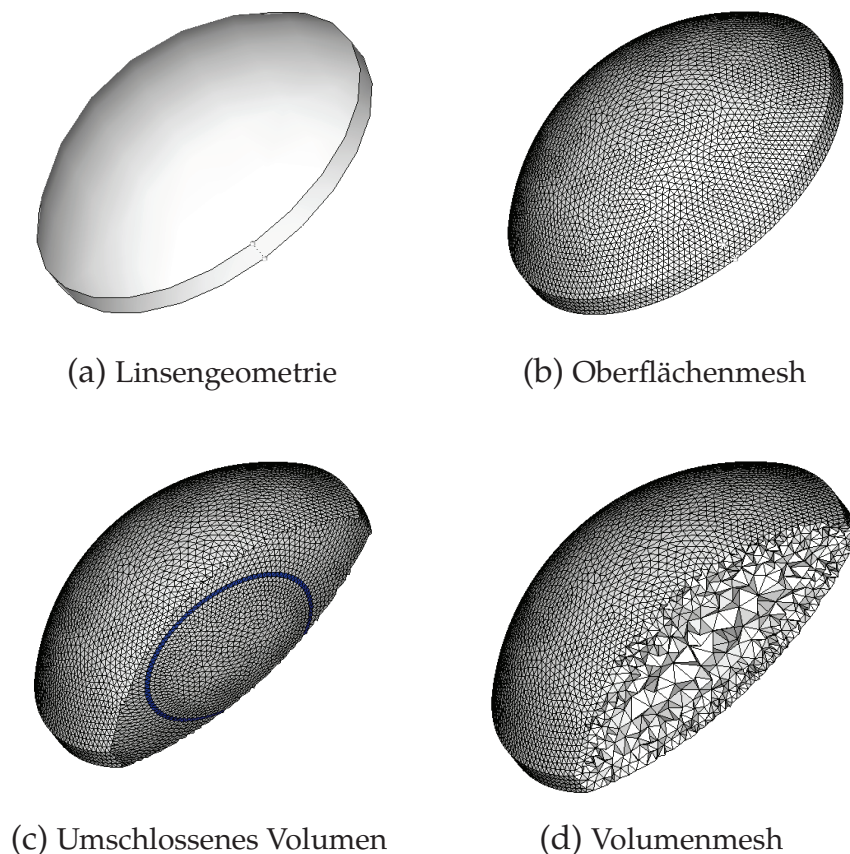 (a) Linsengeometrie
(b) Oberflächenmesh
(c) Umschlossenes Volumen
(d) Volumenmesh